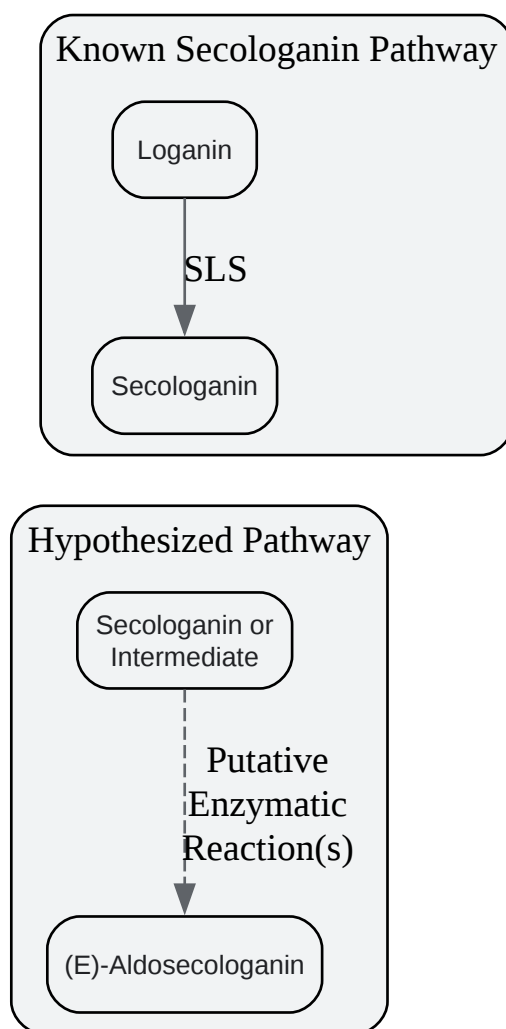 Known Secologanin Pathway
Loganin
SLS
Secologanin
Hypothesized Pathway
Secologanin or
Intermediate
Putative
Enzymatic
Reaction(s)
(E)-Aldosecologanin